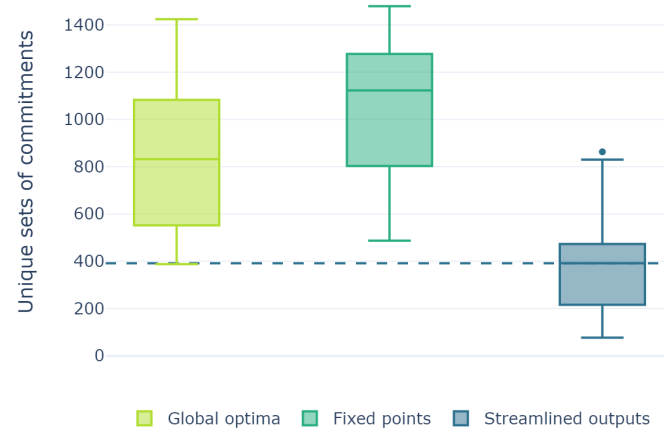 Unique sets of commitments
1400
1200
1000
800
600
400
200
0
Global optima
Fixed points
Streamlined outputs